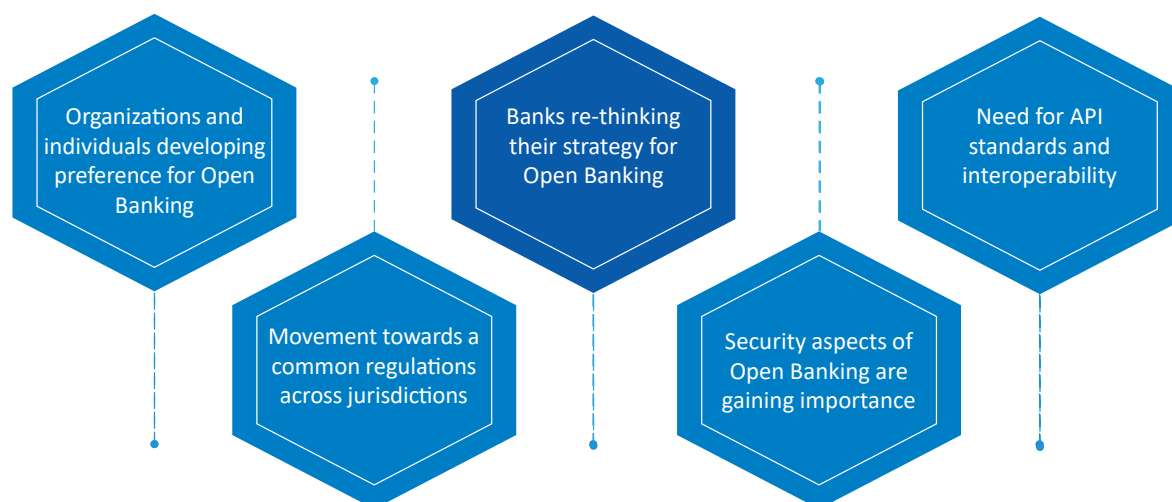 Organizations and
individuals developing
preference for Open
Banking
Movement towards a
common regulations
across jurisdictions
Banks re-thinking
their strategy for
Open Banking
Security aspects of
Open Banking are
gaining importance
Need for API
standards and
interoperability